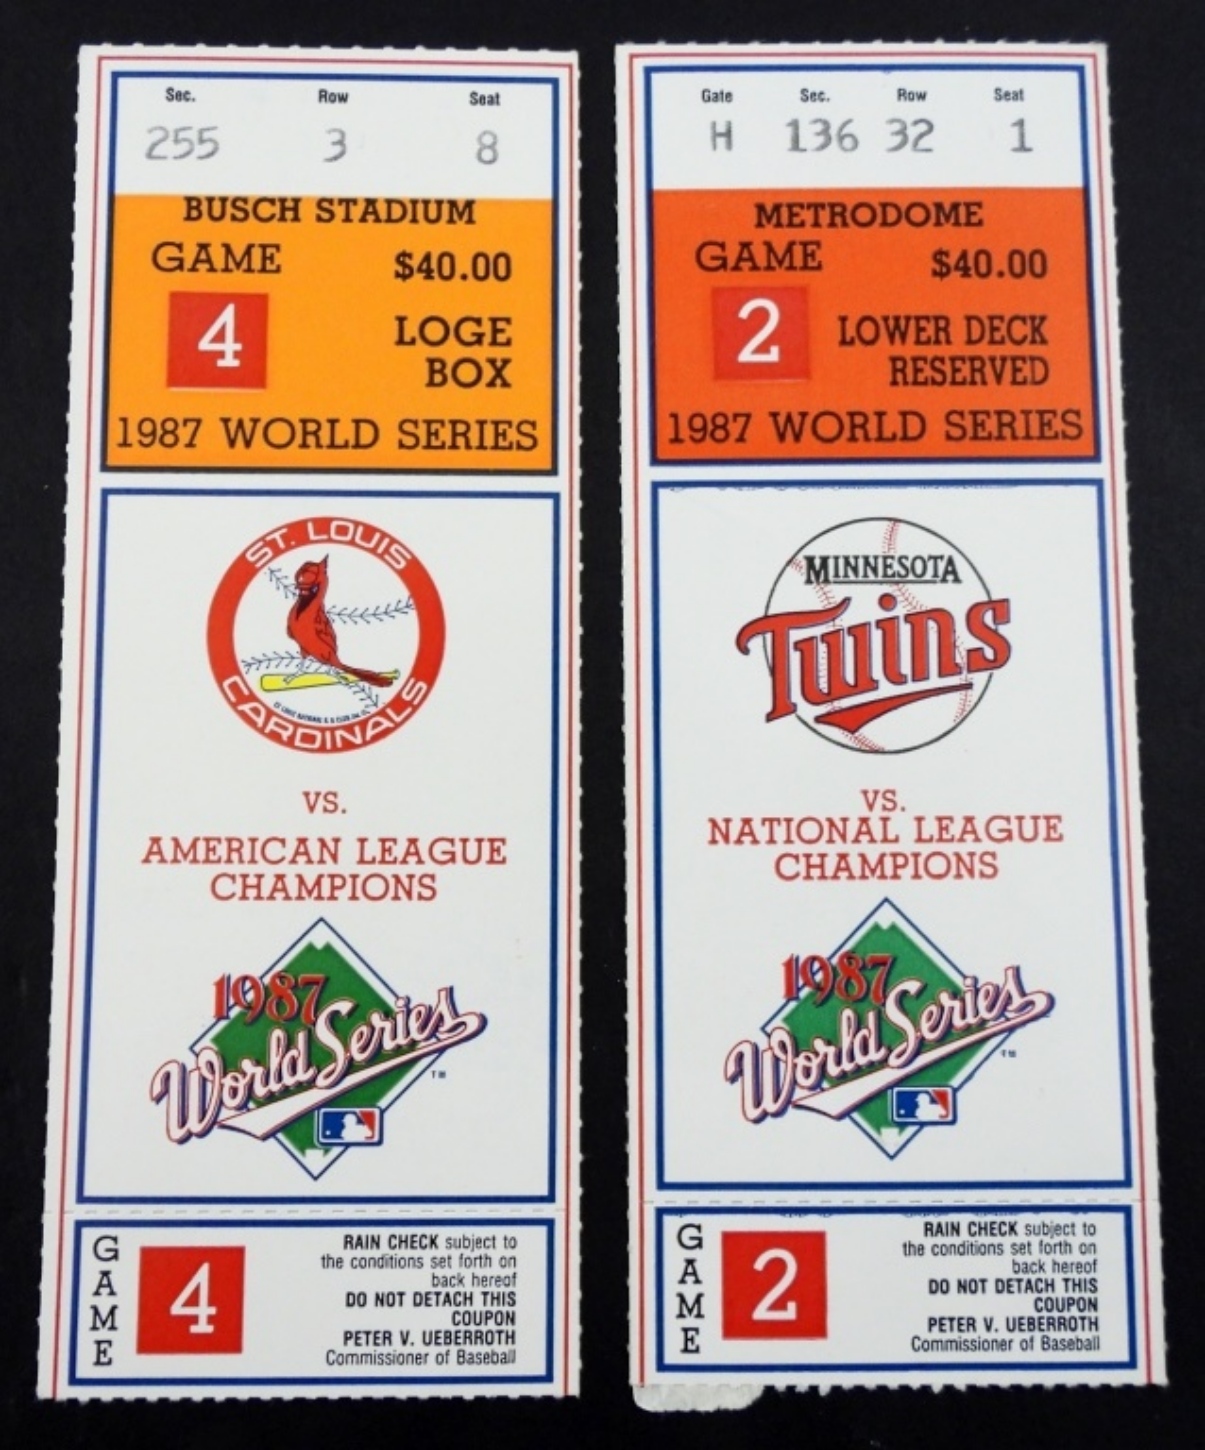 Sec. Row Seat
255 3 8
BUSCH STADIUM
GAME $40.00
4 LOGE
BOX
1987 WORLD SERIES
ST. LOUIS
CARDINALS
VS.
AMERICAN LEAGUE
CHAMPIONS
1987
World Series
TM
GAME
4
RAIN CHECK subject to
the conditions set forth on
back hereof
DO NOT DETACH THIS
COUPON
PETER V. UEBERROTH
Commissioner of Baseball
Gate Sec. Row Seat
H 136 32 1
METRODOME
GAME $40.00
2 LOWER DECK
RESERVED
1987 WORLD SERIES
MINNESOTA
Twins
VS.
NATIONAL LEAGUE
CHAMPIONS
1987
World Series
TM
GAME
2
RAIN CHECK subject to
the conditions set forth on
back hereof
DO NOT DETACH THIS
COUPON
PETER V. UEBERROTH
Commissioner of Baseball